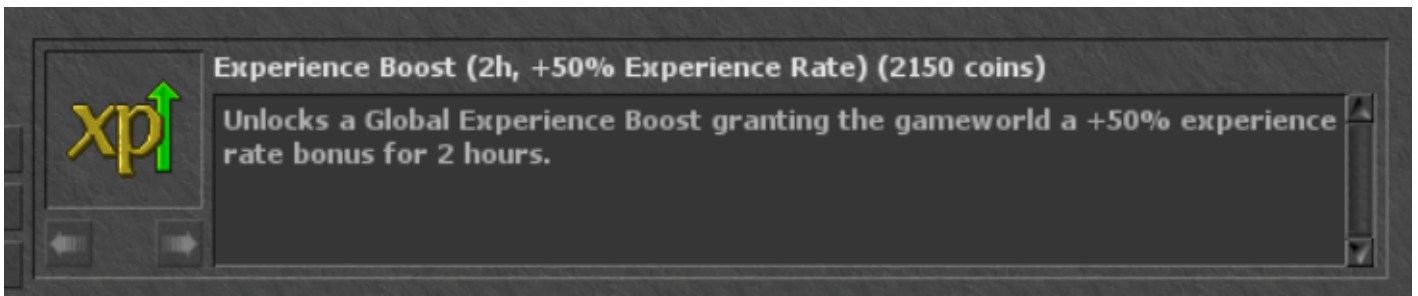 Experience Boost (2h, +50% Experience Rate) (2150 coins)
xp
Unlocks a Global Experience Boost granting the gameworld a +50% experience
rate bonus for 2 hours.